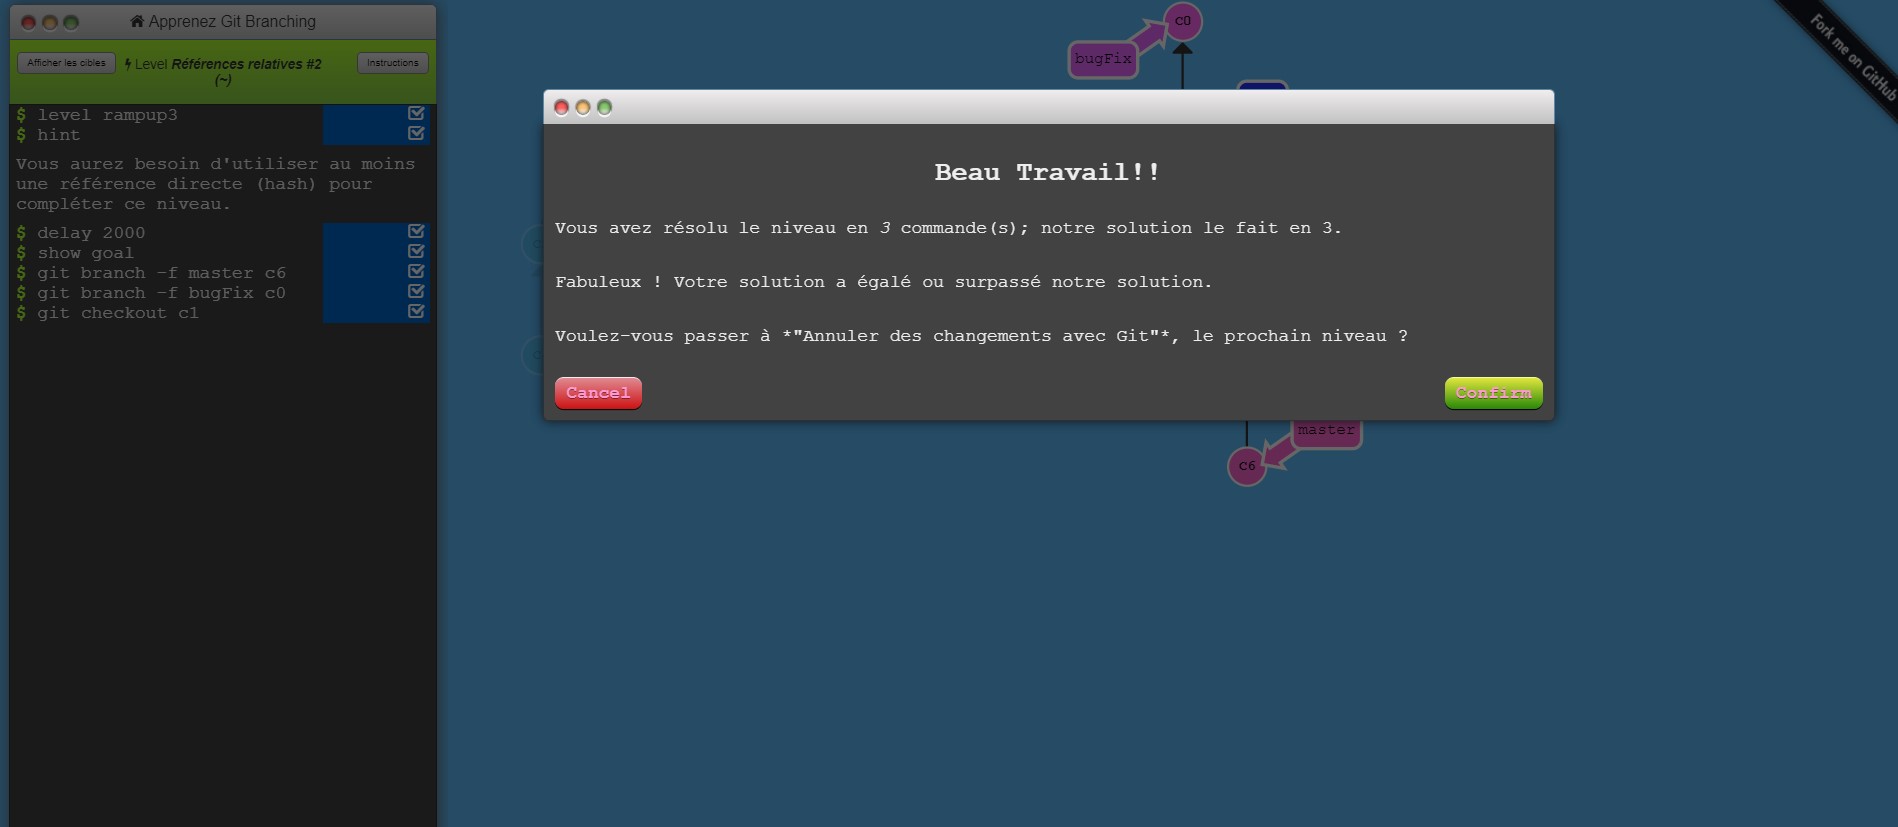 Apprenez Git Branching
Afficher les cibles
Level Références relatives #2
(~)
Instructions
$ level rampup3
$ hint
Vous aurez besoin d'utiliser au moins
une référence directe (hash) pour
compléter ce niveau.
$ delay 2000
$ show goal
$ git branch -f master c6
$ git branch -f bugFix c0
$ git checkout c1
c0
bugFix
Fork me on GitHub
Beau Travail!!
Vous avez résolu le niveau en 3 commande(s); notre solution le fait en 3.
Fabuleux ! Votre solution a égalé ou surpassé notre solution.
Voulez-vous passer à *"Annuler des changements avec Git"*, le prochain niveau ?
Cancel
Confirm
master
c6